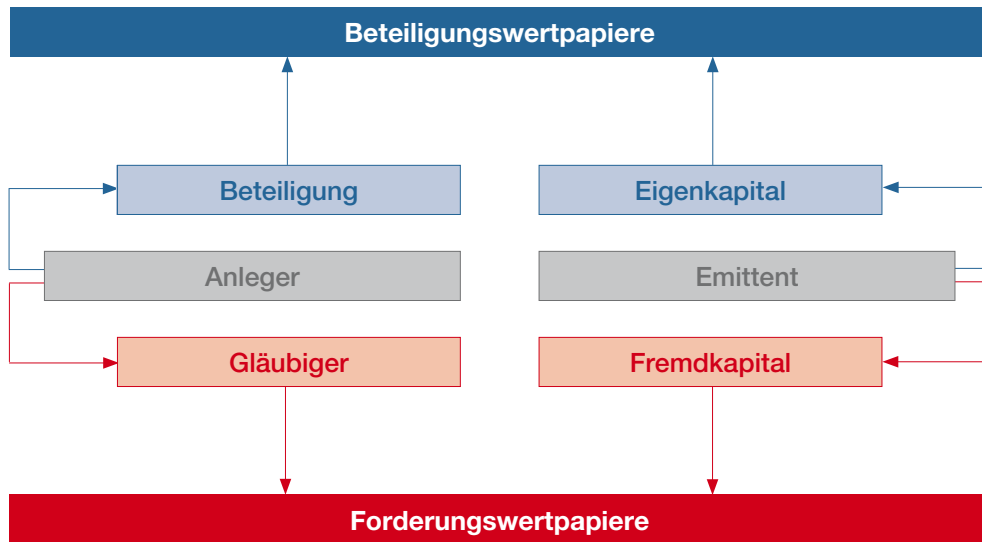 Beteiligungswertpapiere
Beteiligung
Eigenkapital
Anleger
Emittent
Gläubiger
Fremdkapital
Forderungswertpapiere